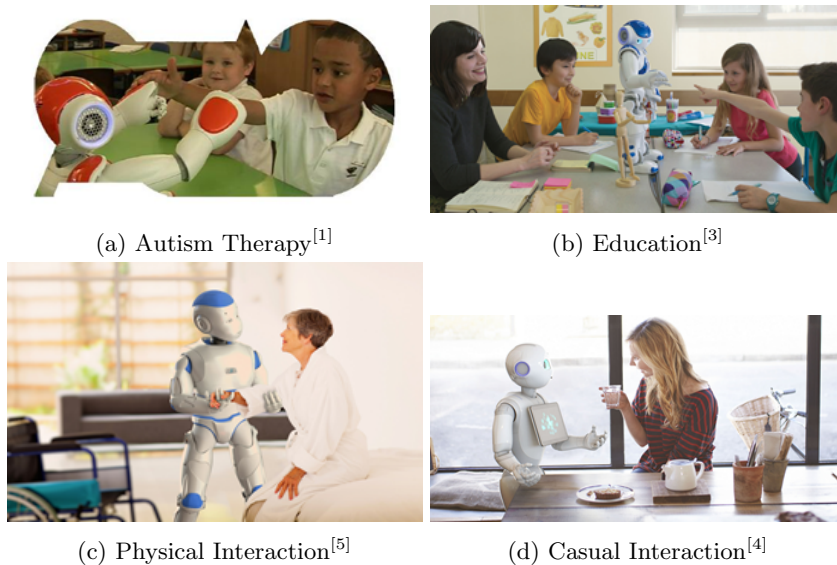 (a) Autism Therapy[1]
(b) Education[3]
(c) Physical Interaction[5]
(d) Casual Interaction[4]